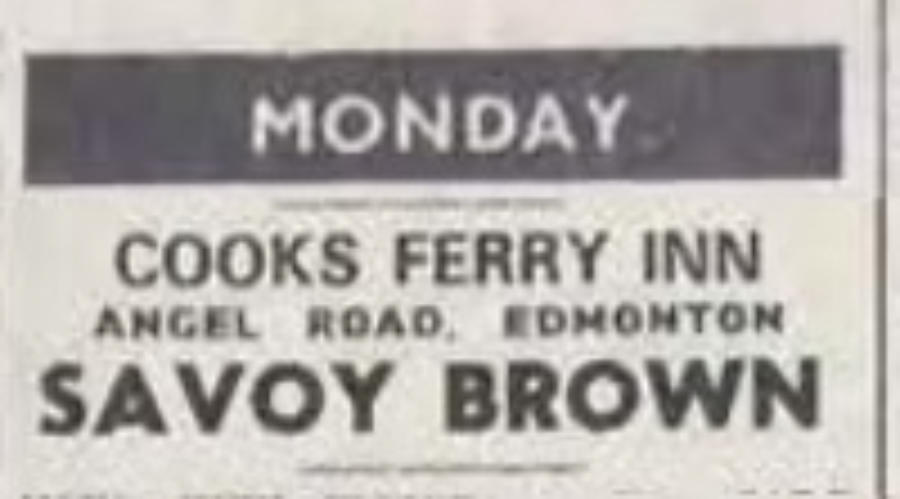 MONDAY
COOKS FERRY INN
ANGEL ROAD, EDMONTON
SAVOY BROWN